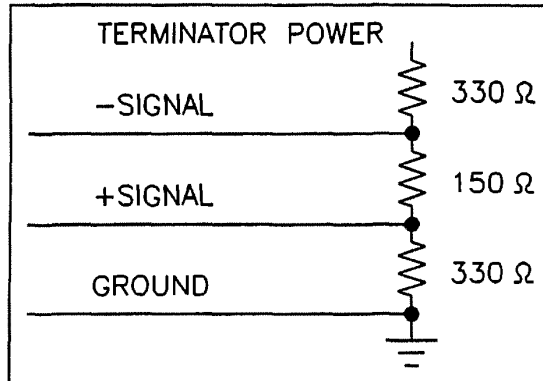 TERMINATOR POWER
330 Ω
-SIGNAL
150 Ω
+SIGNAL
330 Ω
GROUND